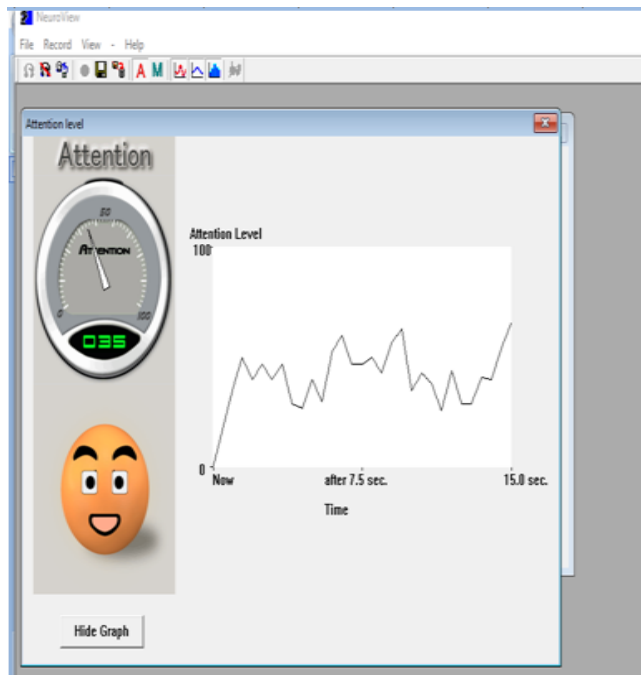 NeuroView
File Record View - Help
A M
Attention level
Attention
50
ATTENTION
0 100
035
Attention Level
100
0
Now after 7.5 sec. 15.0 sec.
Time
Hide Graph